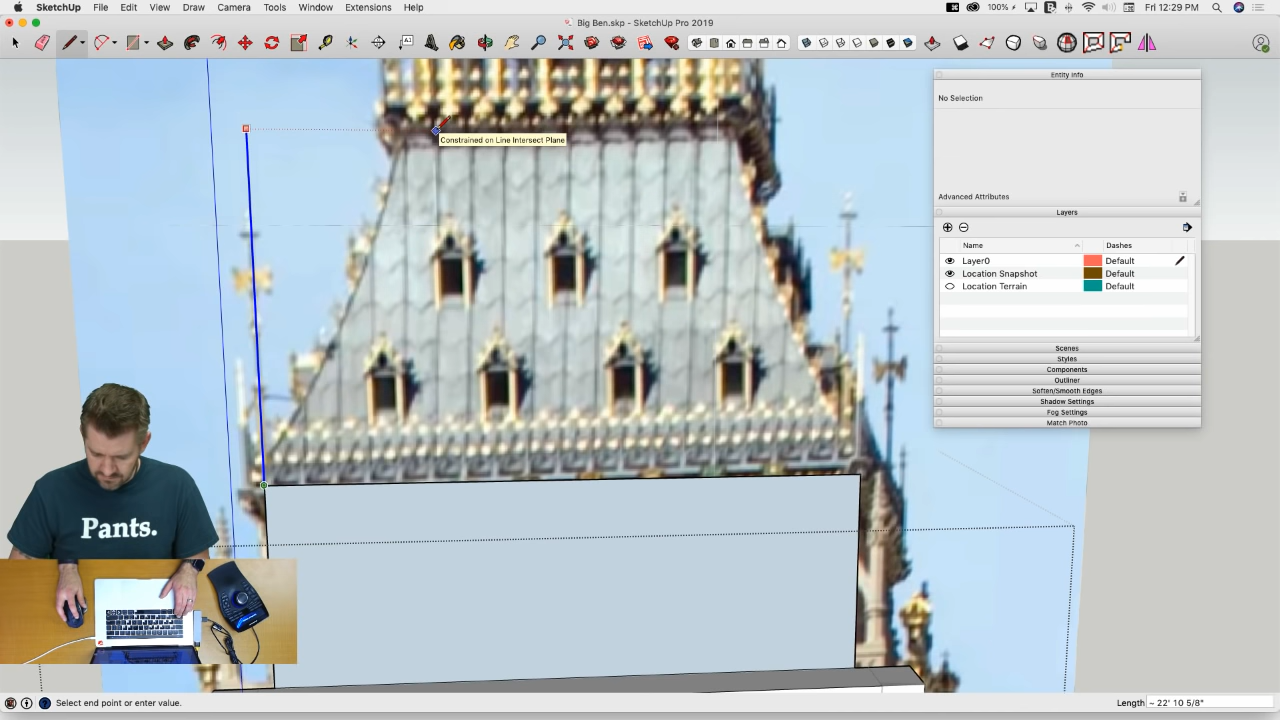 SketchUp File Edit View Draw Camera Tools Window Extensions Help 100% Fri 12:29 PM
Big Ben.skp - SketchUp Pro 2019
Entity Info
No Selection
Constrained on Line Intersect Plane
Advanced Attributes
Layers
Name Dashes
Layer0 Default
Location Snapshot Default
Location Terrain Default
Scenes
Styles
Components
Outliner
Soften/Smooth Edges
Shadow Settings
Fog Settings
Match Photo
Pants.
Select end point or enter value. Length ~ 22' 10 5/8"